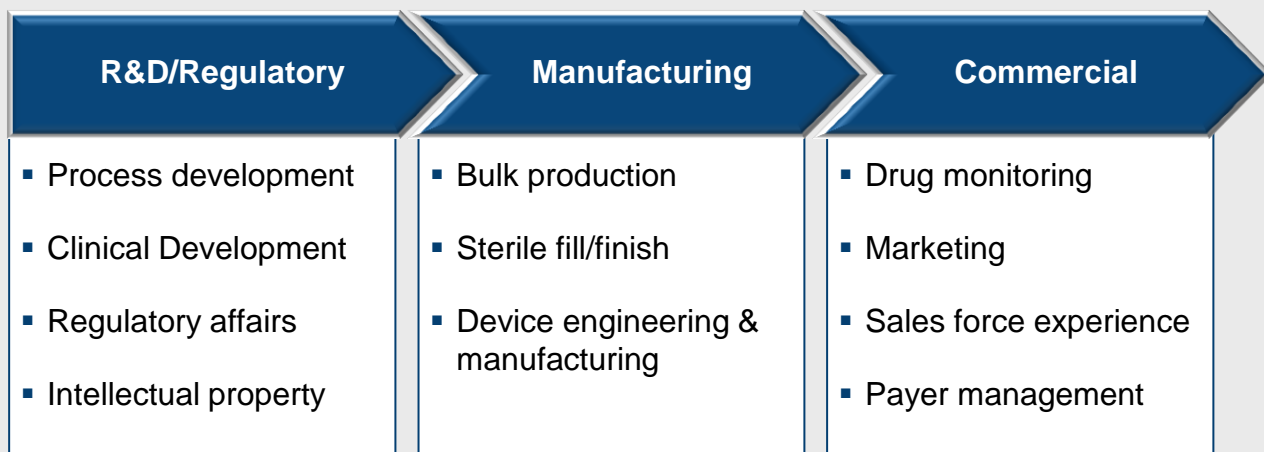 R&D/Regulatory
Process development
Clinical Development
Regulatory affairs
Intellectual property
Manufacturing
Bulk production
Sterile fill/finish
Device engineering &
manufacturing
Commercial
Drug monitoring
Marketing
Sales force experience
Payer management